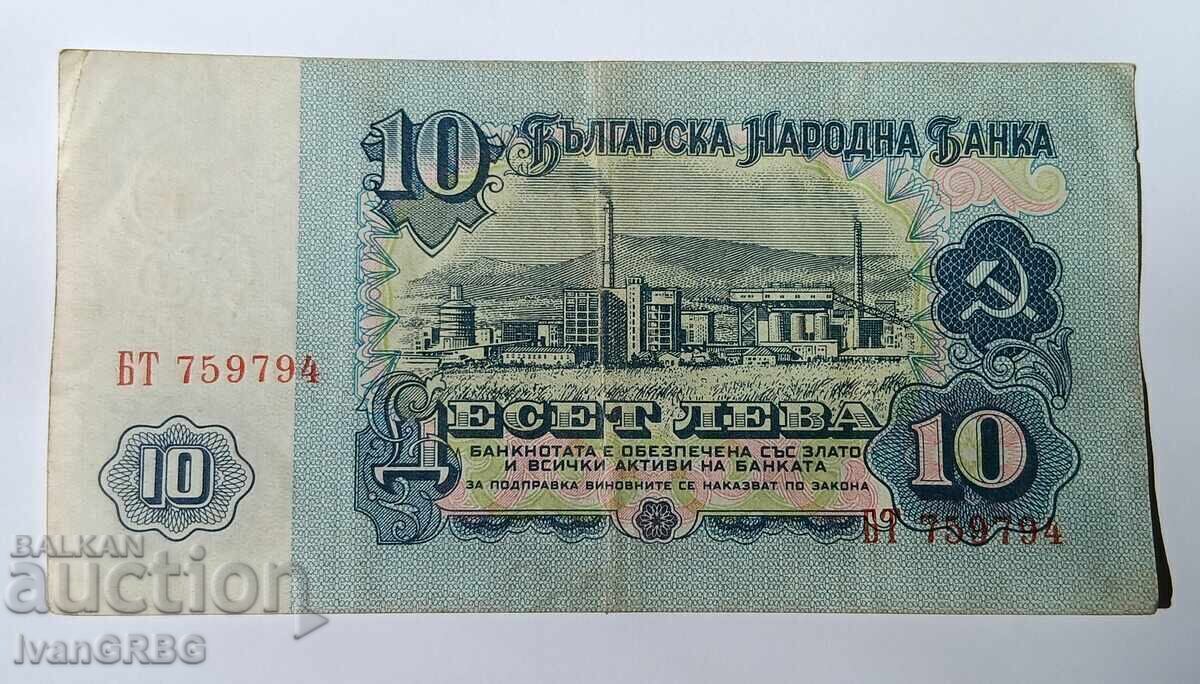 10 БЪЛГАРСКА НАРОДНА БАНКА
БТ 759794
ДЕСЕТ ЛЕВА
БАНКНОТАТА Е ОБЕЗПЕЧЕНА СЪС ЗЛАТО
И ВСИЧКИ АКТИВИ НА БАНКАТА
ЗА ПОДПРАВКА ВИНОВНИТЕ СЕ НАКАЗВАТ ПО ЗАКОНА
10
10
БТ 759794
BALKAN
auction
IvanGRBG